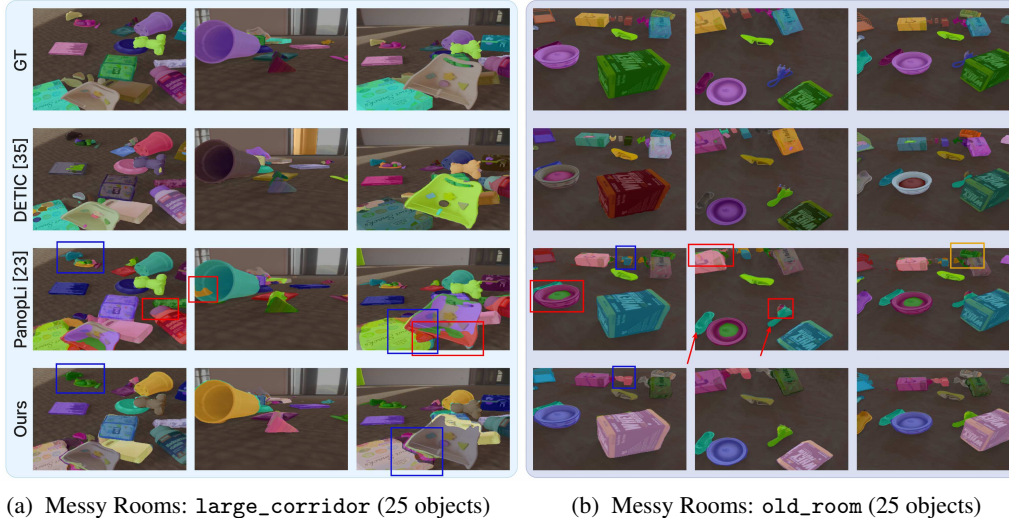 GT
DETIC [35]
PanopLi [23]
Ours
(a) Messy Rooms: large_corridor (25 objects)
(b) Messy Rooms: old_room (25 objects)